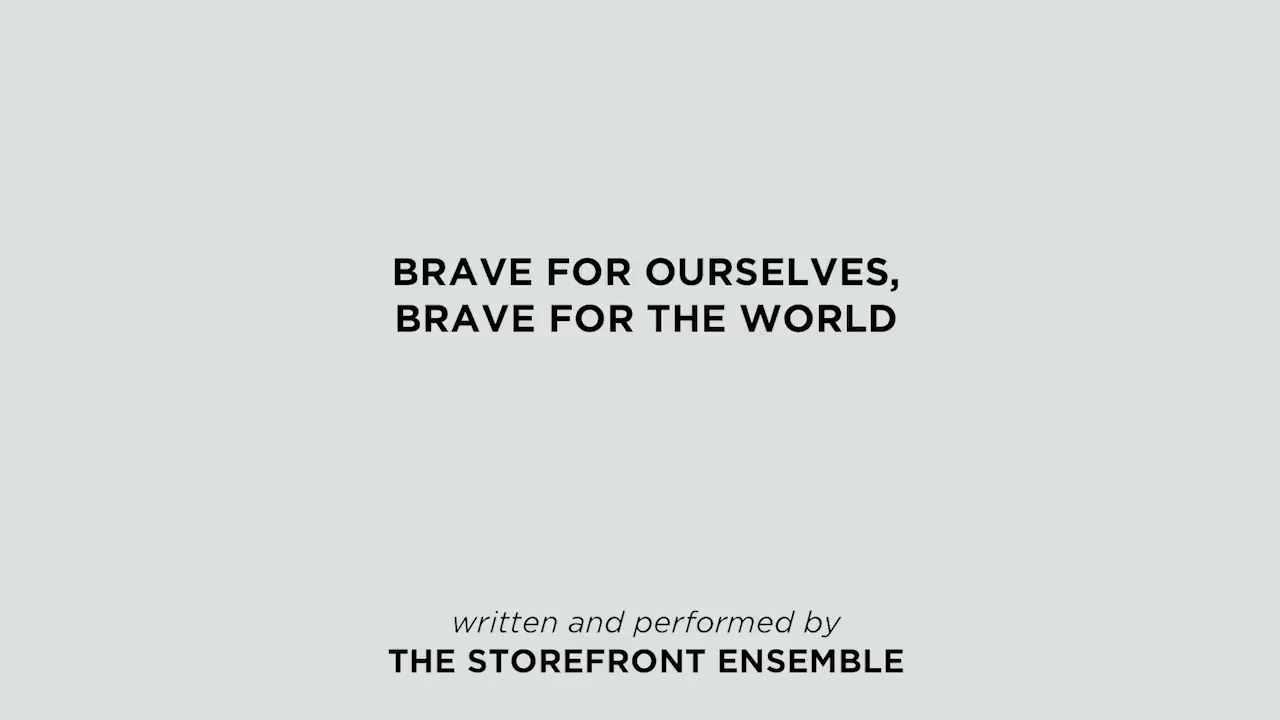 BRAVE FOR OURSELVES,
BRAVE FOR THE WORLD
written and performed by
THE STOREFRONT ENSEMBLE